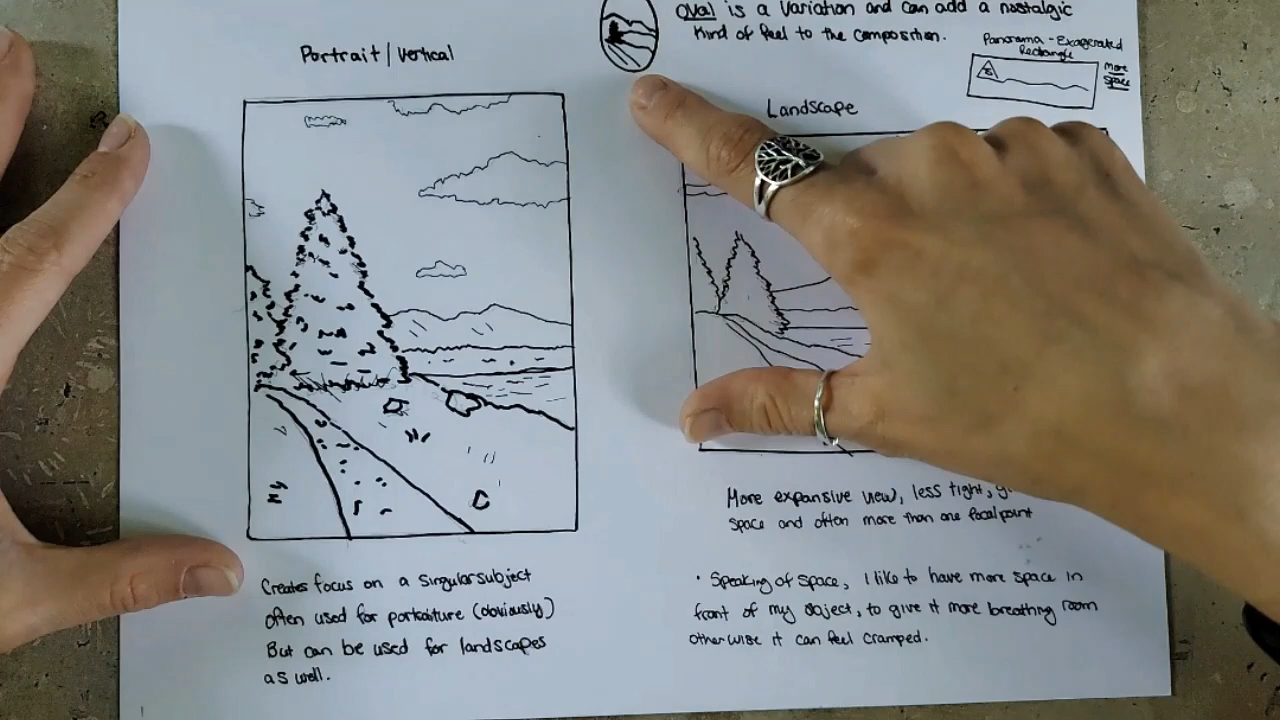 Oval is a variation and can add a nostalgic
kind of feel to the composition.
Portrait/Vertical
Panorama - Exagerated
Rectangle
More
space
Landscape
More expansive view, less tight,
space and often more than one focal point
Creates focus on a singular subject
often used for portraiture (obviously)
But can be used for landscapes
as well.
• Speaking of space, I like to have more space in
front of my object, to give it more breathing room
otherwise it can feel cramped.